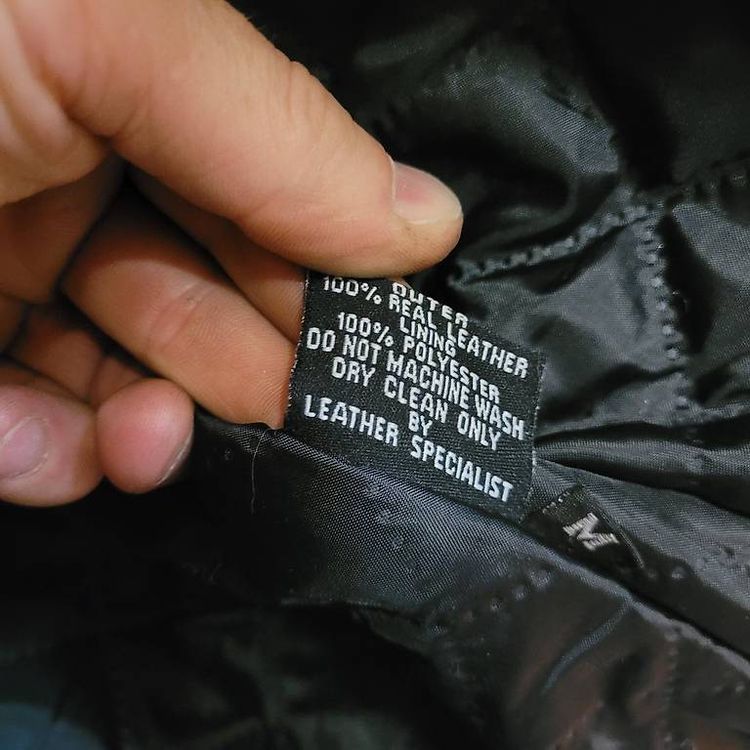 OUTER
100% REAL LEATHER
LINING
100% POLYESTER
DO NOT MACHINE WASH
DRY CLEAN ONLY
BY
LEATHER SPECIALIST
M